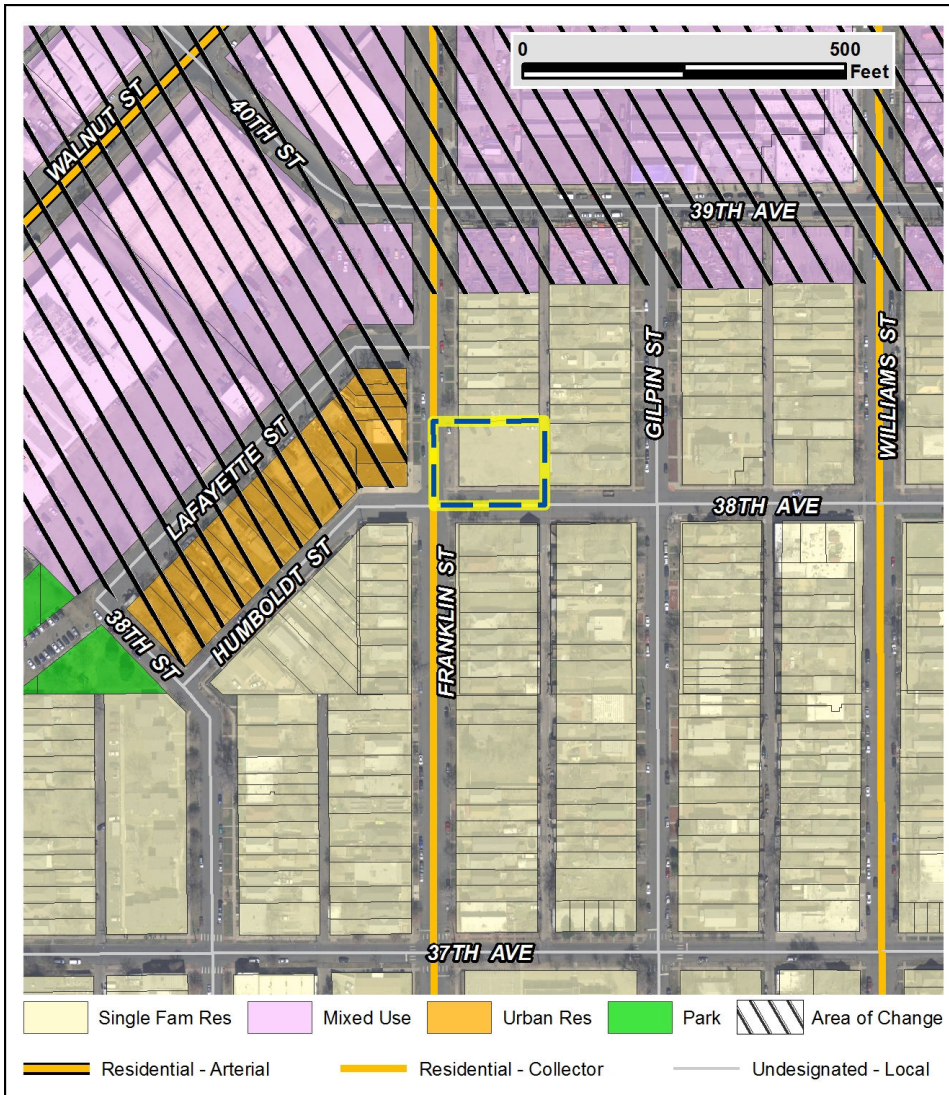 0 500
Feet
WALNUT ST
40TH ST
39TH AVE
GILPIN ST
WILLIAMS ST
LAFAYETTE ST
38TH AVE
HUMBOLDT ST
FRANKLIN ST
38TH ST
37TH AVE
Single Fam Res Mixed Use Urban Res Park Area of Change
Residential - Arterial Residential - Collector Undesignated - Local